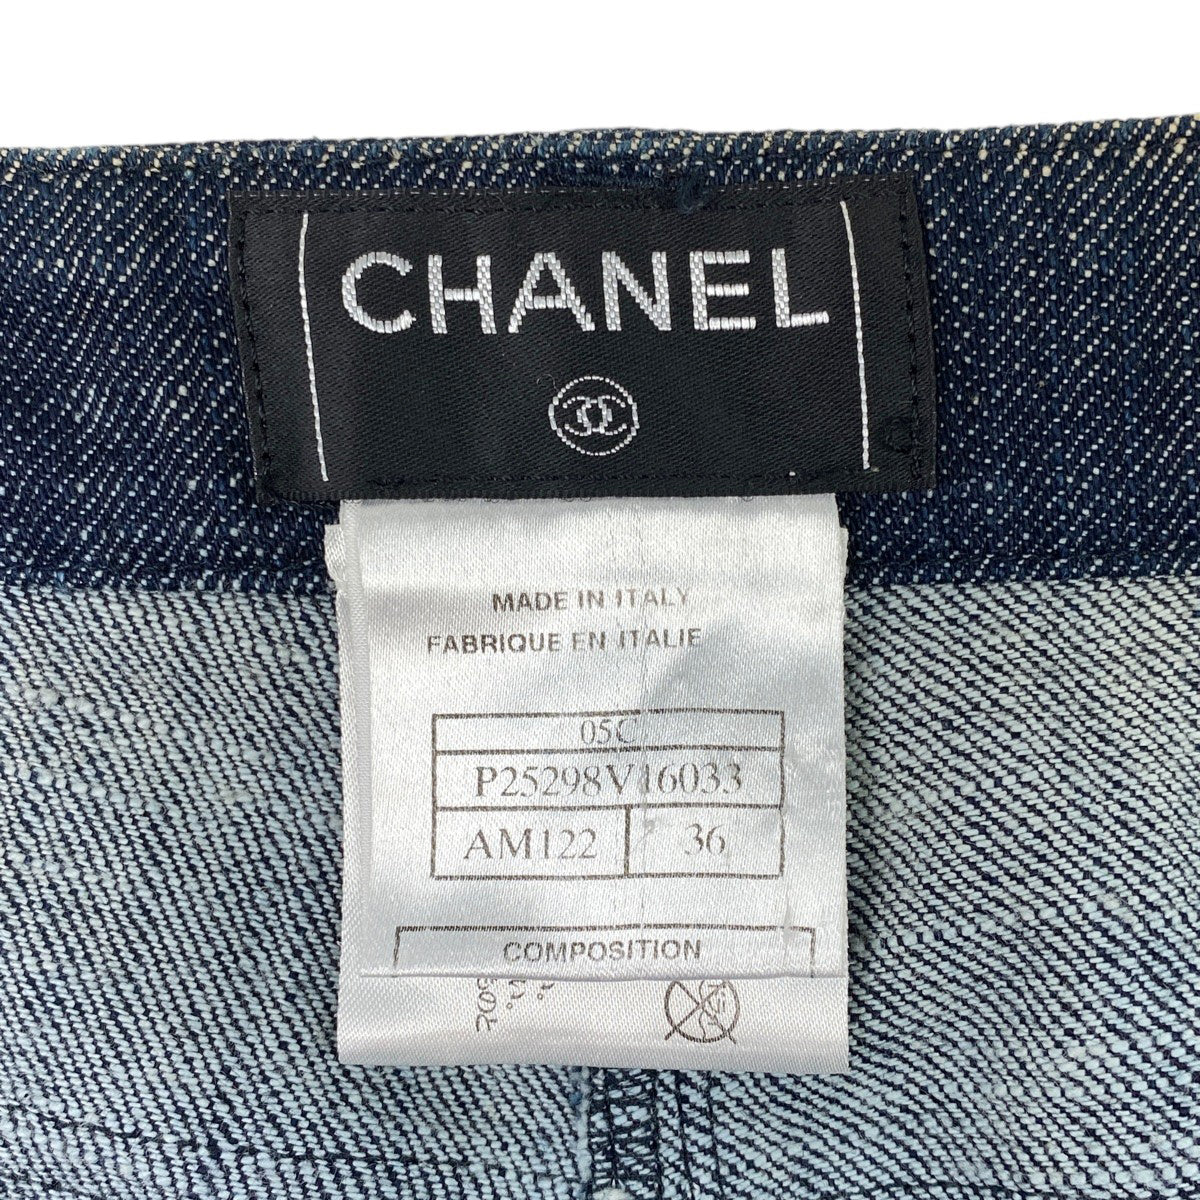 CHANEL
MADE IN ITALY
FABRIQUE EN ITALIE
05C
P25298V16033
AM122 36
COMPOSITION